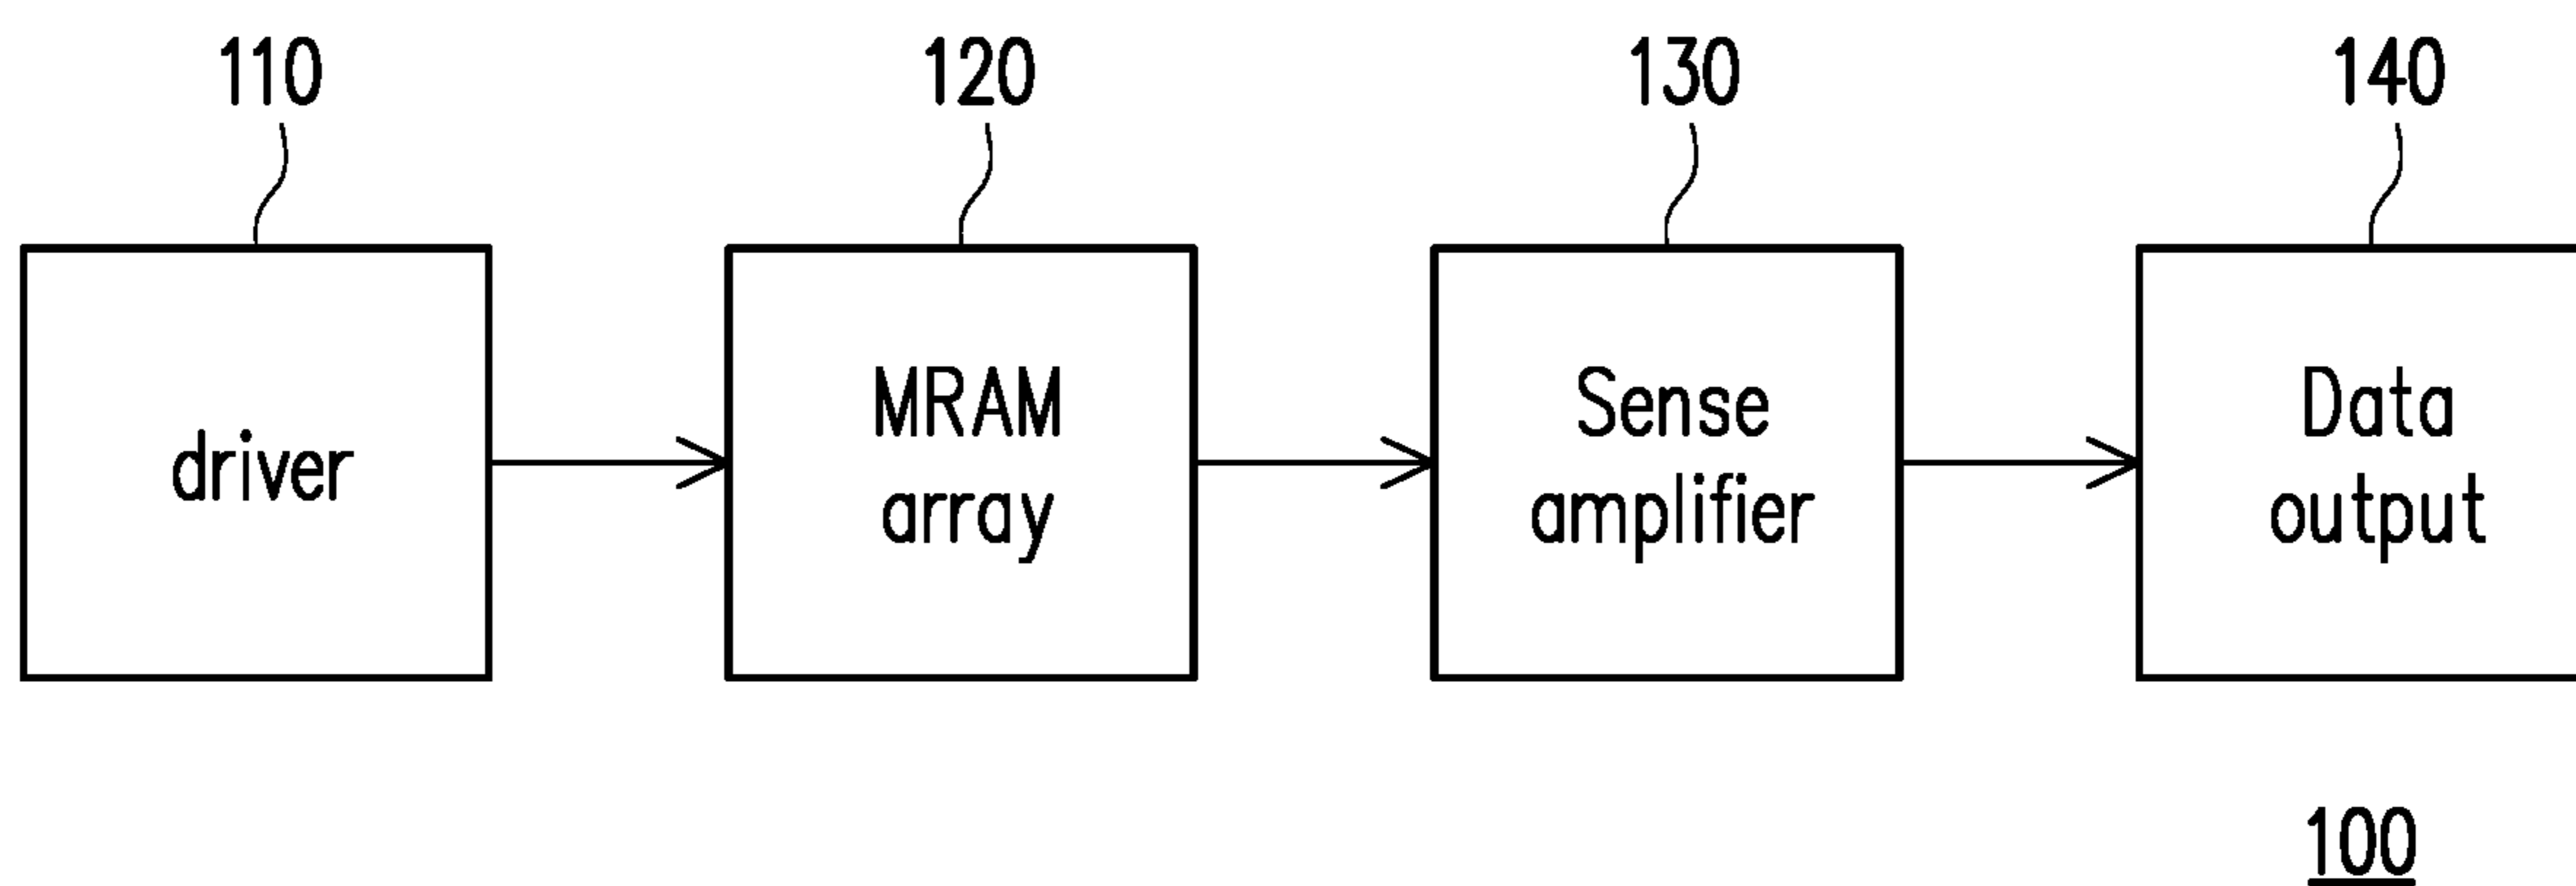 110 120 130 140
driver
MRAM
array
Sense
amplifier
Data
output
100